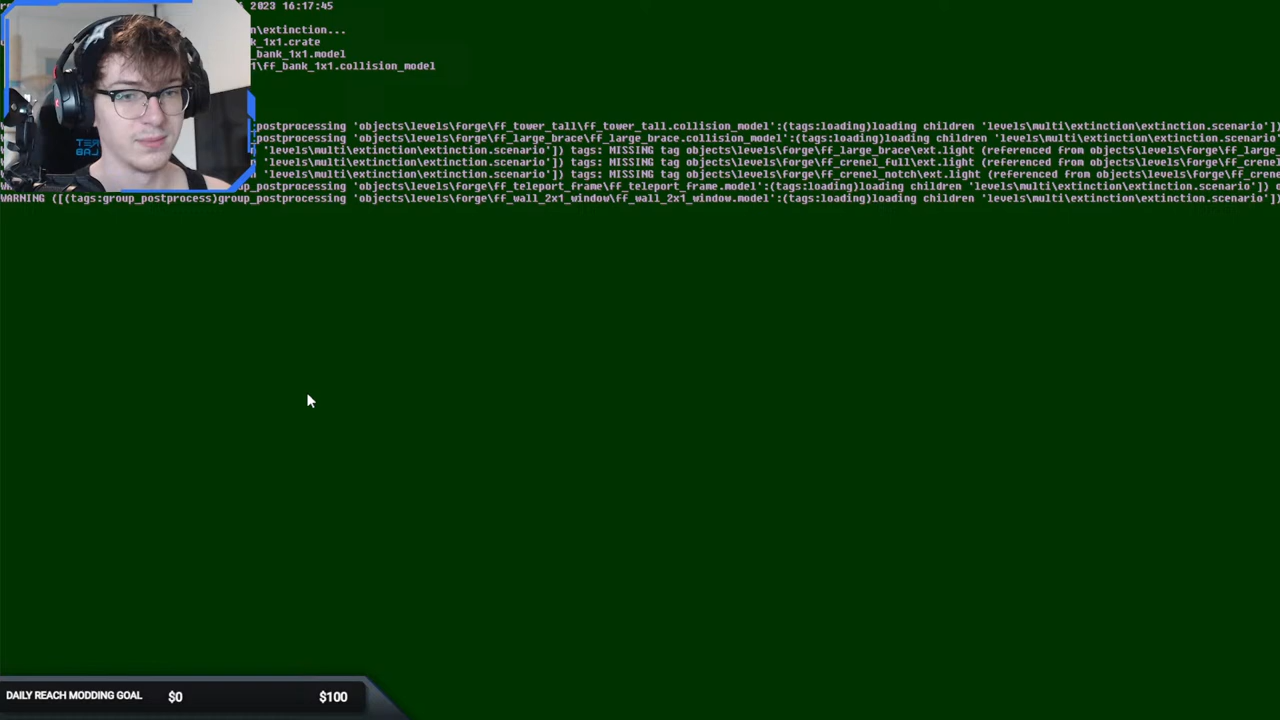 2023 16:17:45
n\extinction...
k_1x1.crate
_bank_1x1.model
1\ff_bank_1x1.collision_model
postprocessing 'objects\levels\forge\ff_tower_tall\ff_tower_tall.collision_model':(tags:loading)loading children 'levels\multi\extinction\extinction.scenario'])
postprocessing 'objects\levels\forge\ff_large_brace\ff_large_brace.collision_model':(tags:loading)loading children 'levels\multi\extinction\extinction.scenario
'levels\multi\extinction\extinction.scenario']) tags: MISSING tag objects\levels\forge\ff_large_brace\ext.light (referenced from objects\levels\forge\ff_large_
'levels\multi\extinction\extinction.scenario']) tags: MISSING tag objects\levels\forge\ff_crenel_full\ext.light (referenced from objects\levels\forge\ff_crene
'levels\multi\extinction\extinction.scenario']) tags: MISSING tag objects\levels\forge\ff_crenel_notch\ext.light (referenced from objects\levels\forge\ff_crene
group_postprocessing 'objects\levels\forge\ff_teleport_frame\ff_teleport_frame.model':(tags:loading)loading children 'levels\multi\extinction\extinction.scenario'])
WARNING ([(tags:group_postprocess)group_postprocessing 'objects\levels\forge\ff_wall_2x1_window\ff_wall_2x1_window.model':(tags:loading)loading children 'levels\multi\extinction\extinction.scenario'])
DAILY REACH MODDING GOAL $0 $100